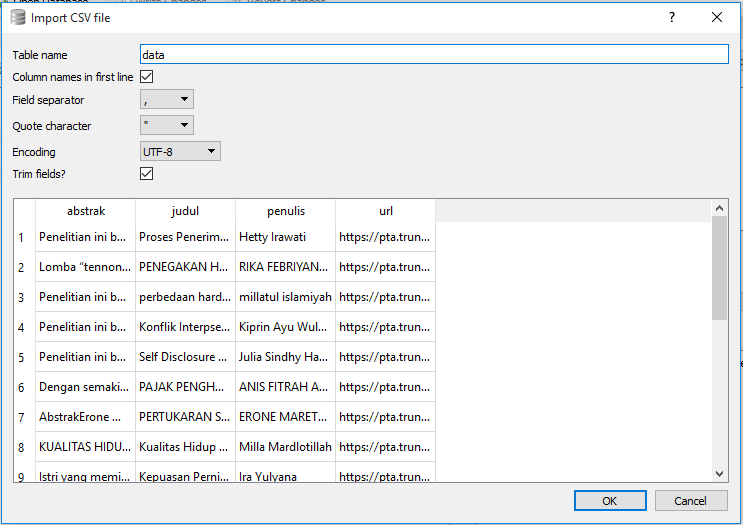 Import CSV file
?
Table name data
Column names in first line
Field separator ,
Quote character "
Encoding UTF-8
Trim fields?
abstrak judul penulis url
1 Penelitian ini b... Proses Penerim... Hetty Irawati https://pta.trun...
2 Lomba “tennon... PENEGAKAN H... RIKA FEBRIYAN... https://pta.trun...
3 Penelitian ini b... perbedaan hard... millatul islamiyah https://pta.trun...
4 Penelitian ini b... Konflik Interpse... Kiprin Ayu Wul... https://pta.trun...
5 Penelitian ini b... Self Disclosure ... Julia Sindhy Ha... https://pta.trun...
6 Dengan semaki... PAJAK PENGH... ANIS FITRAH A... https://pta.trun...
7 AbstrakErone ... PERTUKARAN S... ERONE MARET... https://pta.trun...
8 KUALITAS HIDU... Kualitas Hidup ... Milla Mardlotillah https://pta.trun...
9 Istri yang memi... Kepuasan Perni... Ira Yulyana https://pta.trun...
OK Cancel